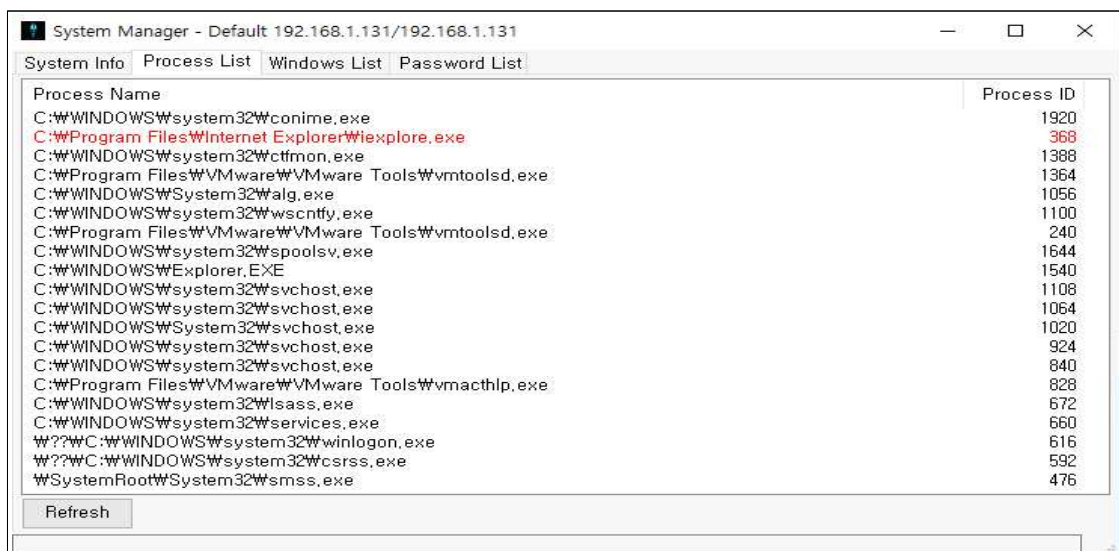 System Manager - Default 192.168.1.131/192.168.1.131
System Info Process List Windows List Password List
Process Name Process ID
C:₩WINDOWS₩system32₩conime.exe 1920
C:₩Program Files₩Internet Explorer₩iexplore.exe 368
C:₩WINDOWS₩system32₩ctfmon.exe 1388
C:₩Program Files₩VMware₩VMware Tools₩vmtoolsd.exe 1364
C:₩WINDOWS₩System32₩alg.exe 1056
C:₩WINDOWS₩system32₩wscntfy.exe 1100
C:₩Program Files₩VMware₩VMware Tools₩vmtoolsd.exe 240
C:₩WINDOWS₩system32₩spoolsv.exe 1644
C:₩WINDOWS₩Explorer.EXE 1540
C:₩WINDOWS₩system32₩svchost.exe 1108
C:₩WINDOWS₩system32₩svchost.exe 1064
C:₩WINDOWS₩System32₩svchost.exe 1020
C:₩WINDOWS₩system32₩svchost.exe 924
C:₩WINDOWS₩system32₩svchost.exe 840
C:₩Program Files₩VMware₩VMware Tools₩vmacthlp.exe 828
C:₩WINDOWS₩system32₩lsass.exe 672
C:₩WINDOWS₩system32₩services.exe 660
₩??₩C:₩WINDOWS₩system32₩winlogon.exe 616
₩??₩C:₩WINDOWS₩system32₩csrss.exe 592
₩SystemRoot₩System32₩smss.exe 476
Refresh